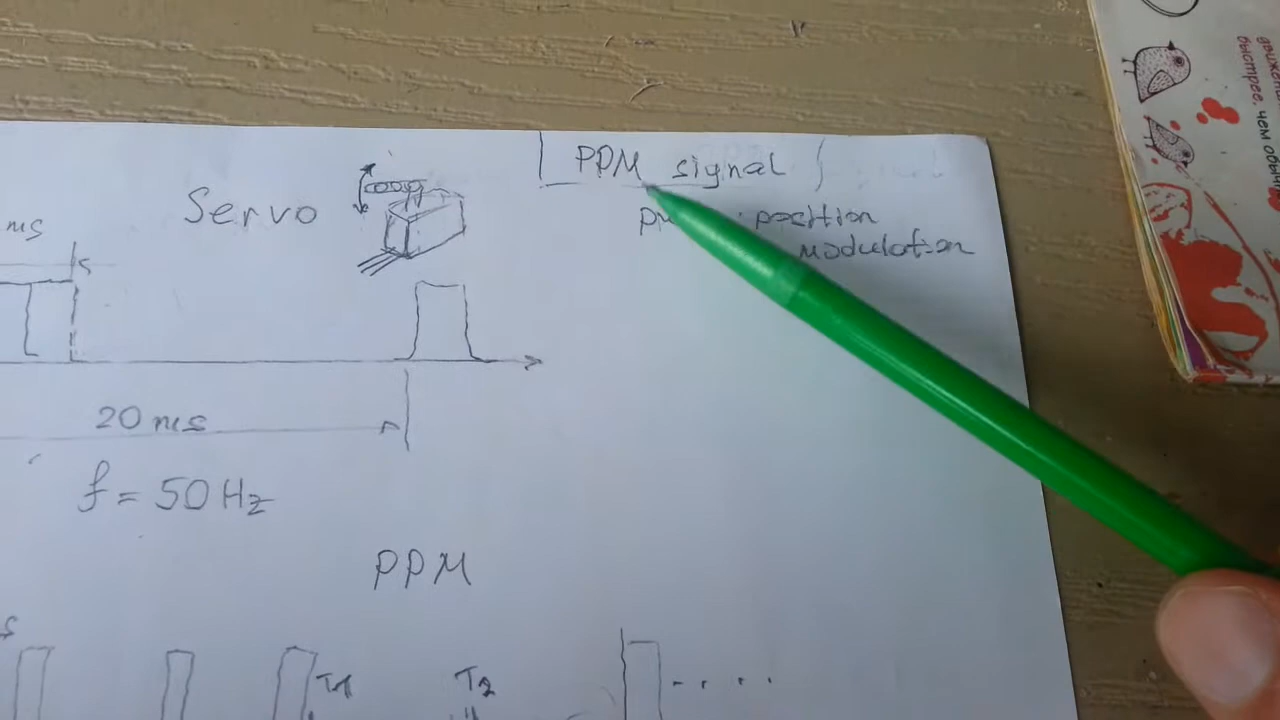 PPM signal
Servo
position
modulation
ms
20 ms
f = 50 Hz
PPM
T1
T2
быстрее, чем обычн